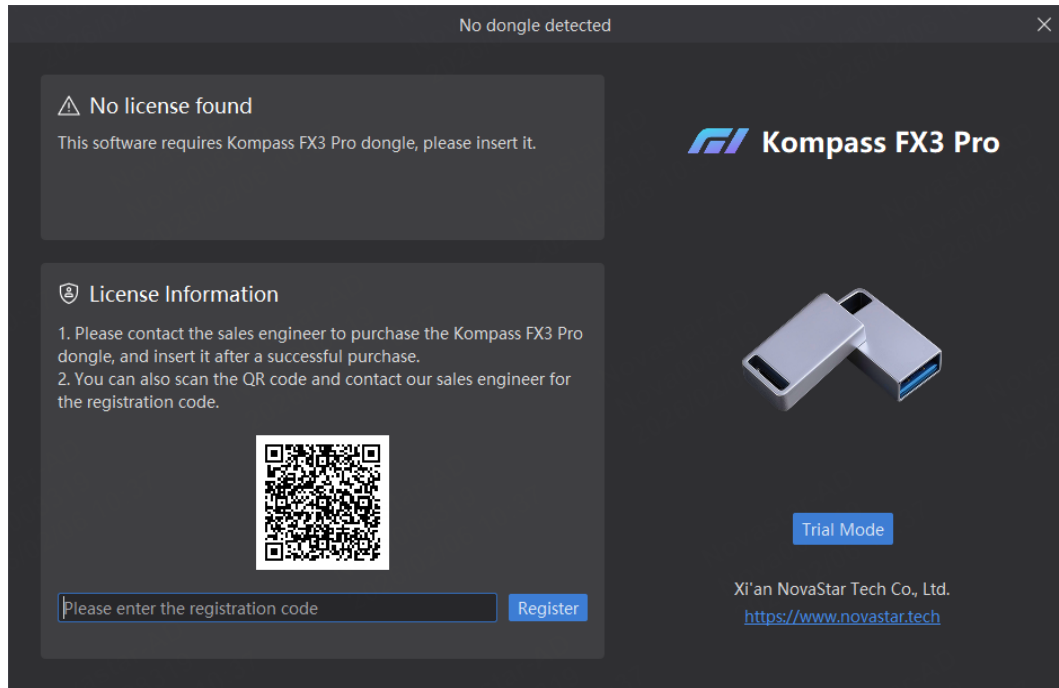 No dongle detected
No license found
This software requires Kompass FX3 Pro dongle, please insert it.
License Information
1. Please contact the sales engineer to purchase the Kompass FX3 Pro
dongle, and insert it after a successful purchase.
2. You can also scan the QR code and contact our sales engineer for
the registration code.
Please enter the registration code
Register
Kompass FX3 Pro
Trial Mode
Xi'an NovaStar Tech Co., Ltd.
https://www.novastar.tech